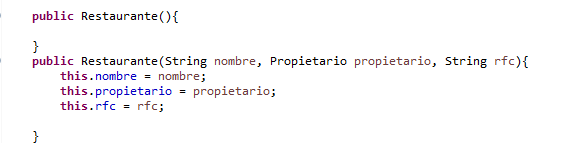 public Restaurante(){
}
public Restaurante(String nombre, Propietario propietario, String rfc){
this.nombre = nombre;
this.propietario = propietario;
this.rfc = rfc;
}